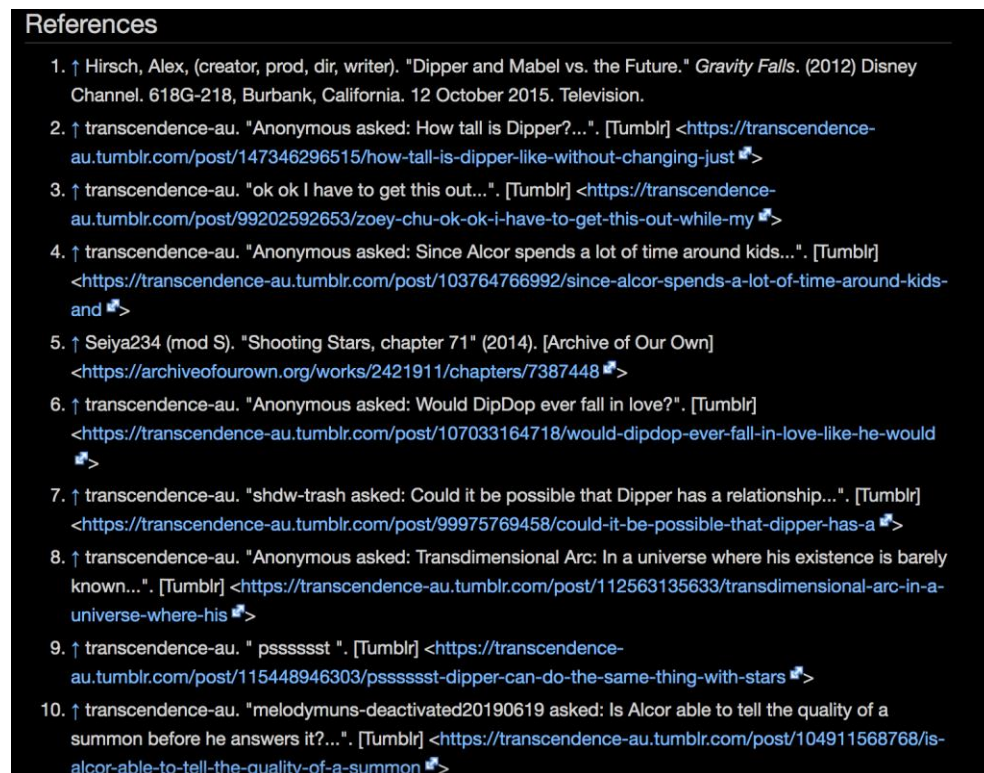 References
1. ↑ Hirsch, Alex, (creator, prod, dir, writer). "Dipper and Mabel vs. the Future." Gravity Falls. (2012) Disney
Channel. 618G-218, Burbank, California. 12 October 2015. Television.
2. ↑ transcendence-au. "Anonymous asked: How tall is Dipper?...". [Tumblr] <https://transcendence-
au.tumblr.com/post/147346296515/how-tall-is-dipper-like-without-changing-just>
3. ↑ transcendence-au. "ok ok I have to get this out...". [Tumblr] <https://transcendence-
au.tumblr.com/post/99202592653/zoey-chu-ok-ok-i-have-to-get-this-out-while-my>
4. ↑ transcendence-au. "Anonymous asked: Since Alcor spends a lot of time around kids...". [Tumblr]
<https://transcendence-au.tumblr.com/post/103764766992/since-alcor-spends-a-lot-of-time-around-kids-
and>
5. ↑ Seiya234 (mod S). "Shooting Stars, chapter 71" (2014). [Archive of Our Own]
<https://archiveofourown.org/works/2421911/chapters/7387448>
6. ↑ transcendence-au. "Anonymous asked: Would DipDop ever fall in love?". [Tumblr]
<https://transcendence-au.tumblr.com/post/107033164718/would-dipdop-ever-fall-in-love-like-he-would
>
7. ↑ transcendence-au. "shdw-trash asked: Could it be possible that Dipper has a relationship...". [Tumblr]
<https://transcendence-au.tumblr.com/post/99975769458/could-it-be-possible-that-dipper-has-a>
8. ↑ transcendence-au. "Anonymous asked: Transdimensional Arc: In a universe where his existence is barely
known...". [Tumblr] <https://transcendence-au.tumblr.com/post/112563135633/transdimensional-arc-in-a-
universe-where-his>
9. ↑ transcendence-au. " psssssst ". [Tumblr] <https://transcendence-
au.tumblr.com/post/115448946303/psssssst-dipper-can-do-the-same-thing-with-stars>
10. ↑ transcendence-au. "melodymuns-deactivated20190619 asked: Is Alcor able to tell the quality of a
summon before he answers it?...". [Tumblr] <https://transcendence-au.tumblr.com/post/104911568768/is-
alcor-able-to-tell-the-quality-of-a-summon>